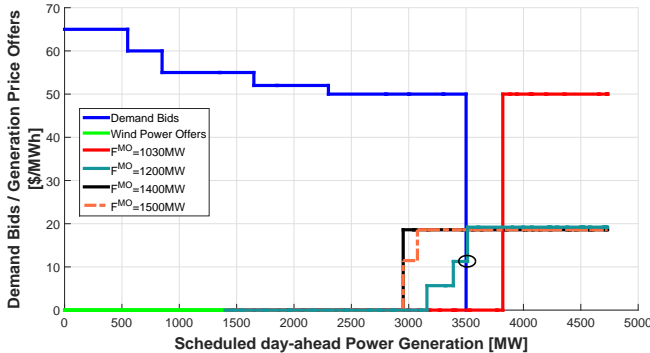 Demand Bids / Generation Price Offers
[$/MWh]
70
60
50
40
30
20
10
0
Demand Bids
Wind Power Offers
F^MO=1030MW
F^MO=1200MW
F^MO=1400MW
F^MO=1500MW
0 500 1000 1500 2000 2500 3000 3500 4000 4500 5000
Scheduled day-ahead Power Generation [MW]